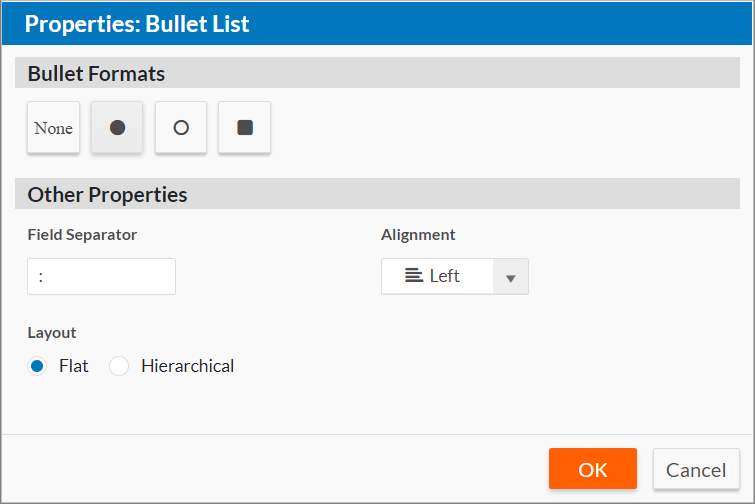 Properties: Bullet List
Bullet Formats
None
Other Properties
Field Separator
Alignment
:
Left
Layout
Flat
Hierarchical
OK
Cancel